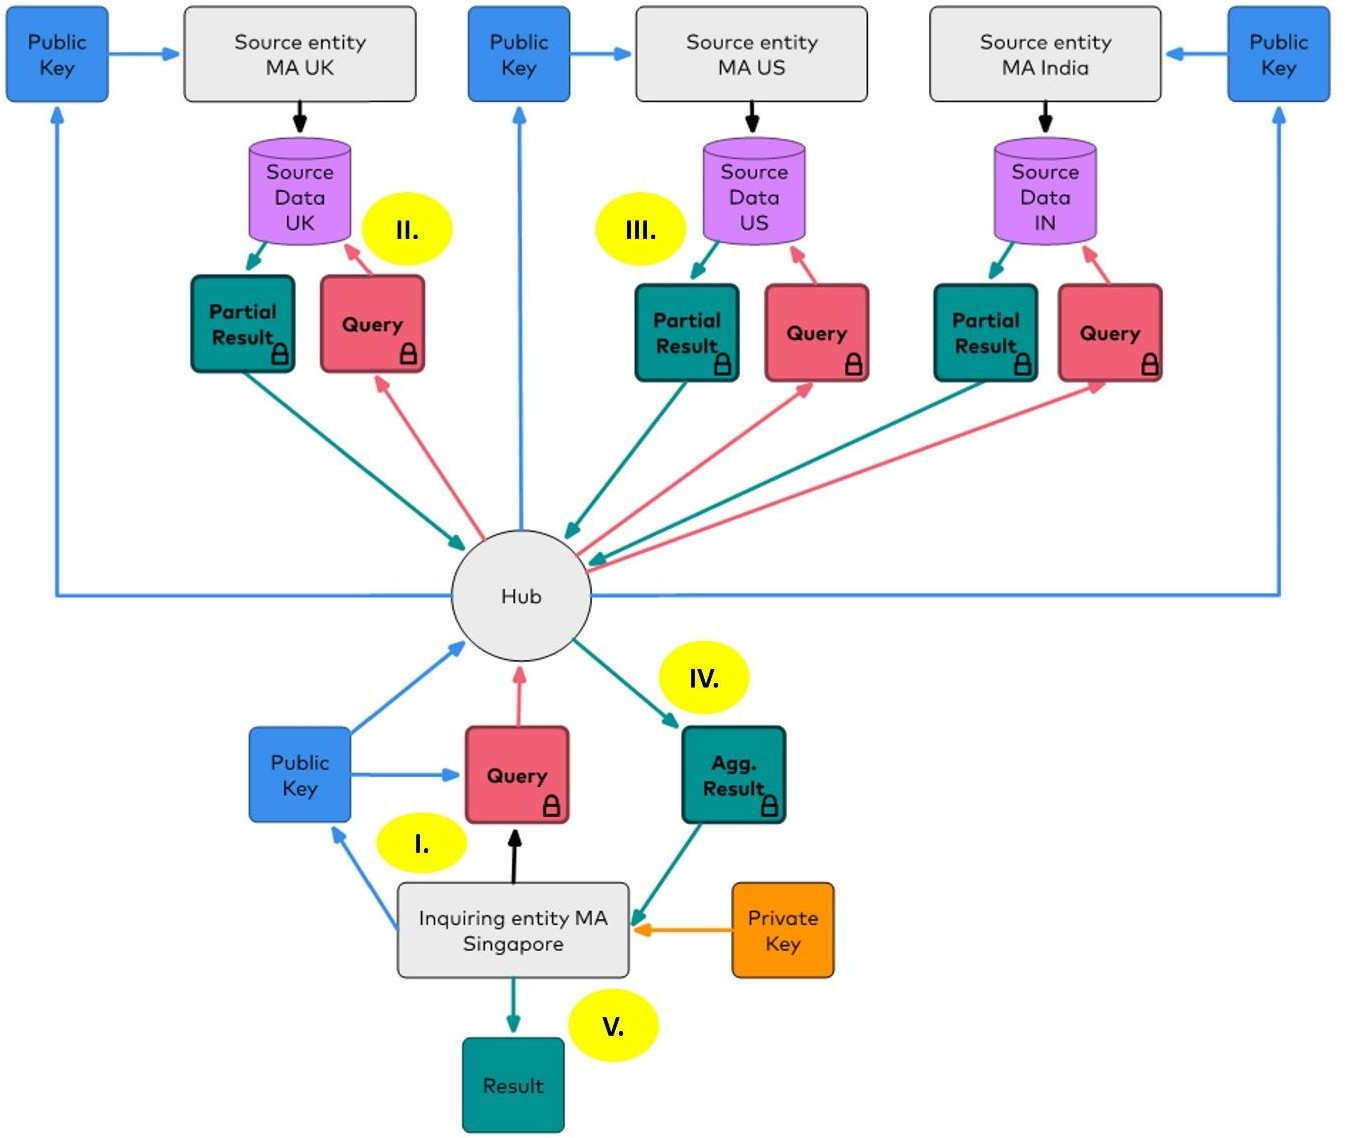 Public
Key
Source entity
MA UK
Public
Key
Source entity
MA US
Source entity
MA India
Public
Key
Source
Data
UK
II.
III.
Source
Data
US
Source
Data
IN
Partial
Result
Query
Partial
Result
Query
Partial
Result
Query
Hub
IV.
Public
Key
Query
Agg.
Result
I.
Inquiring entity MA
Singapore
Private
Key
V.
Result